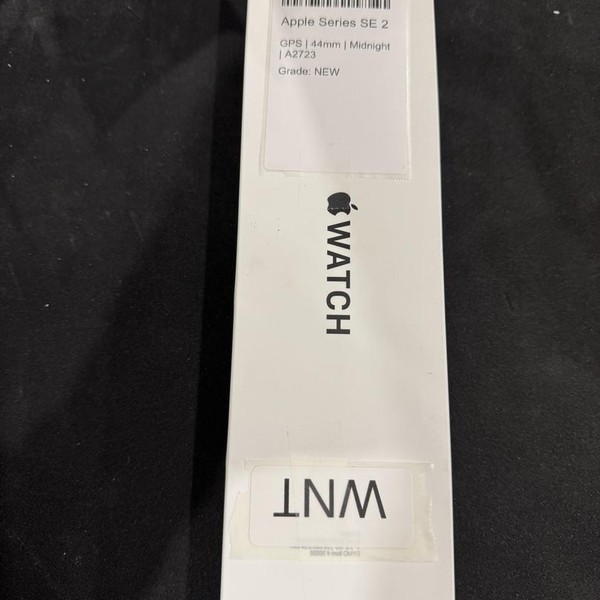 Apple Series SE 2
GPS | 44mm | Midnight
| A2723
Grade: NEW
WATCH
WNT